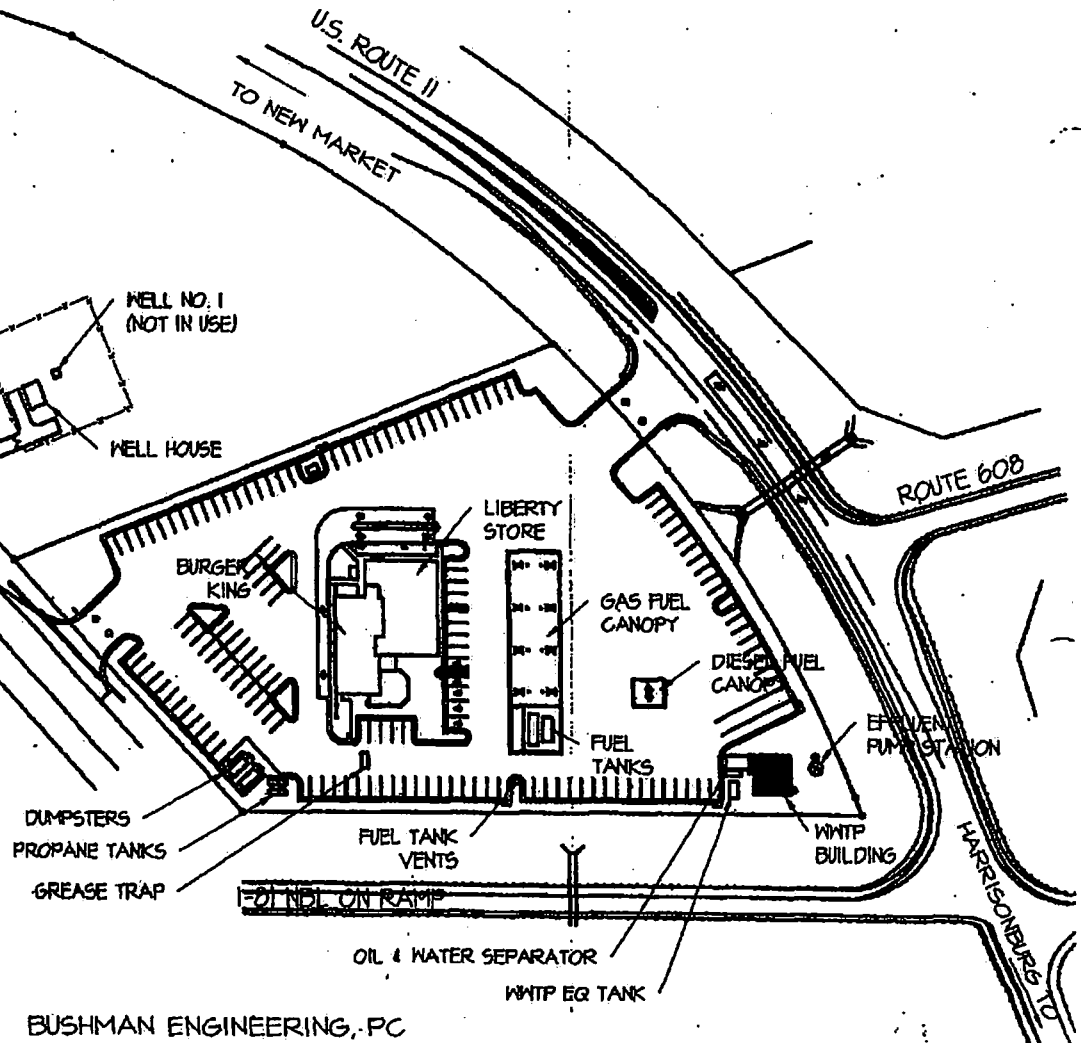 U.S. ROUTE 11
TO NEW MARKET
WELL NO. 1
(NOT IN USE)
WELL HOUSE
ROUTE 608
LIBERTY
STORE
BURGER
KING
GAS FUEL
CANOPY
DIESEL FUEL
CANOPY
EFFLUENT
PUMP STATION
FUEL
TANKS
DUMPSTERS
PROPANE TANKS
GREASE TRAP
FUEL TANK
VENTS
WWTP
BUILDING
I-81 NBL ON RAMP
HARRISONBURG TO
OIL & WATER SEPARATOR
WWTP EQ TANK
BUSHMAN ENGINEERING, PC